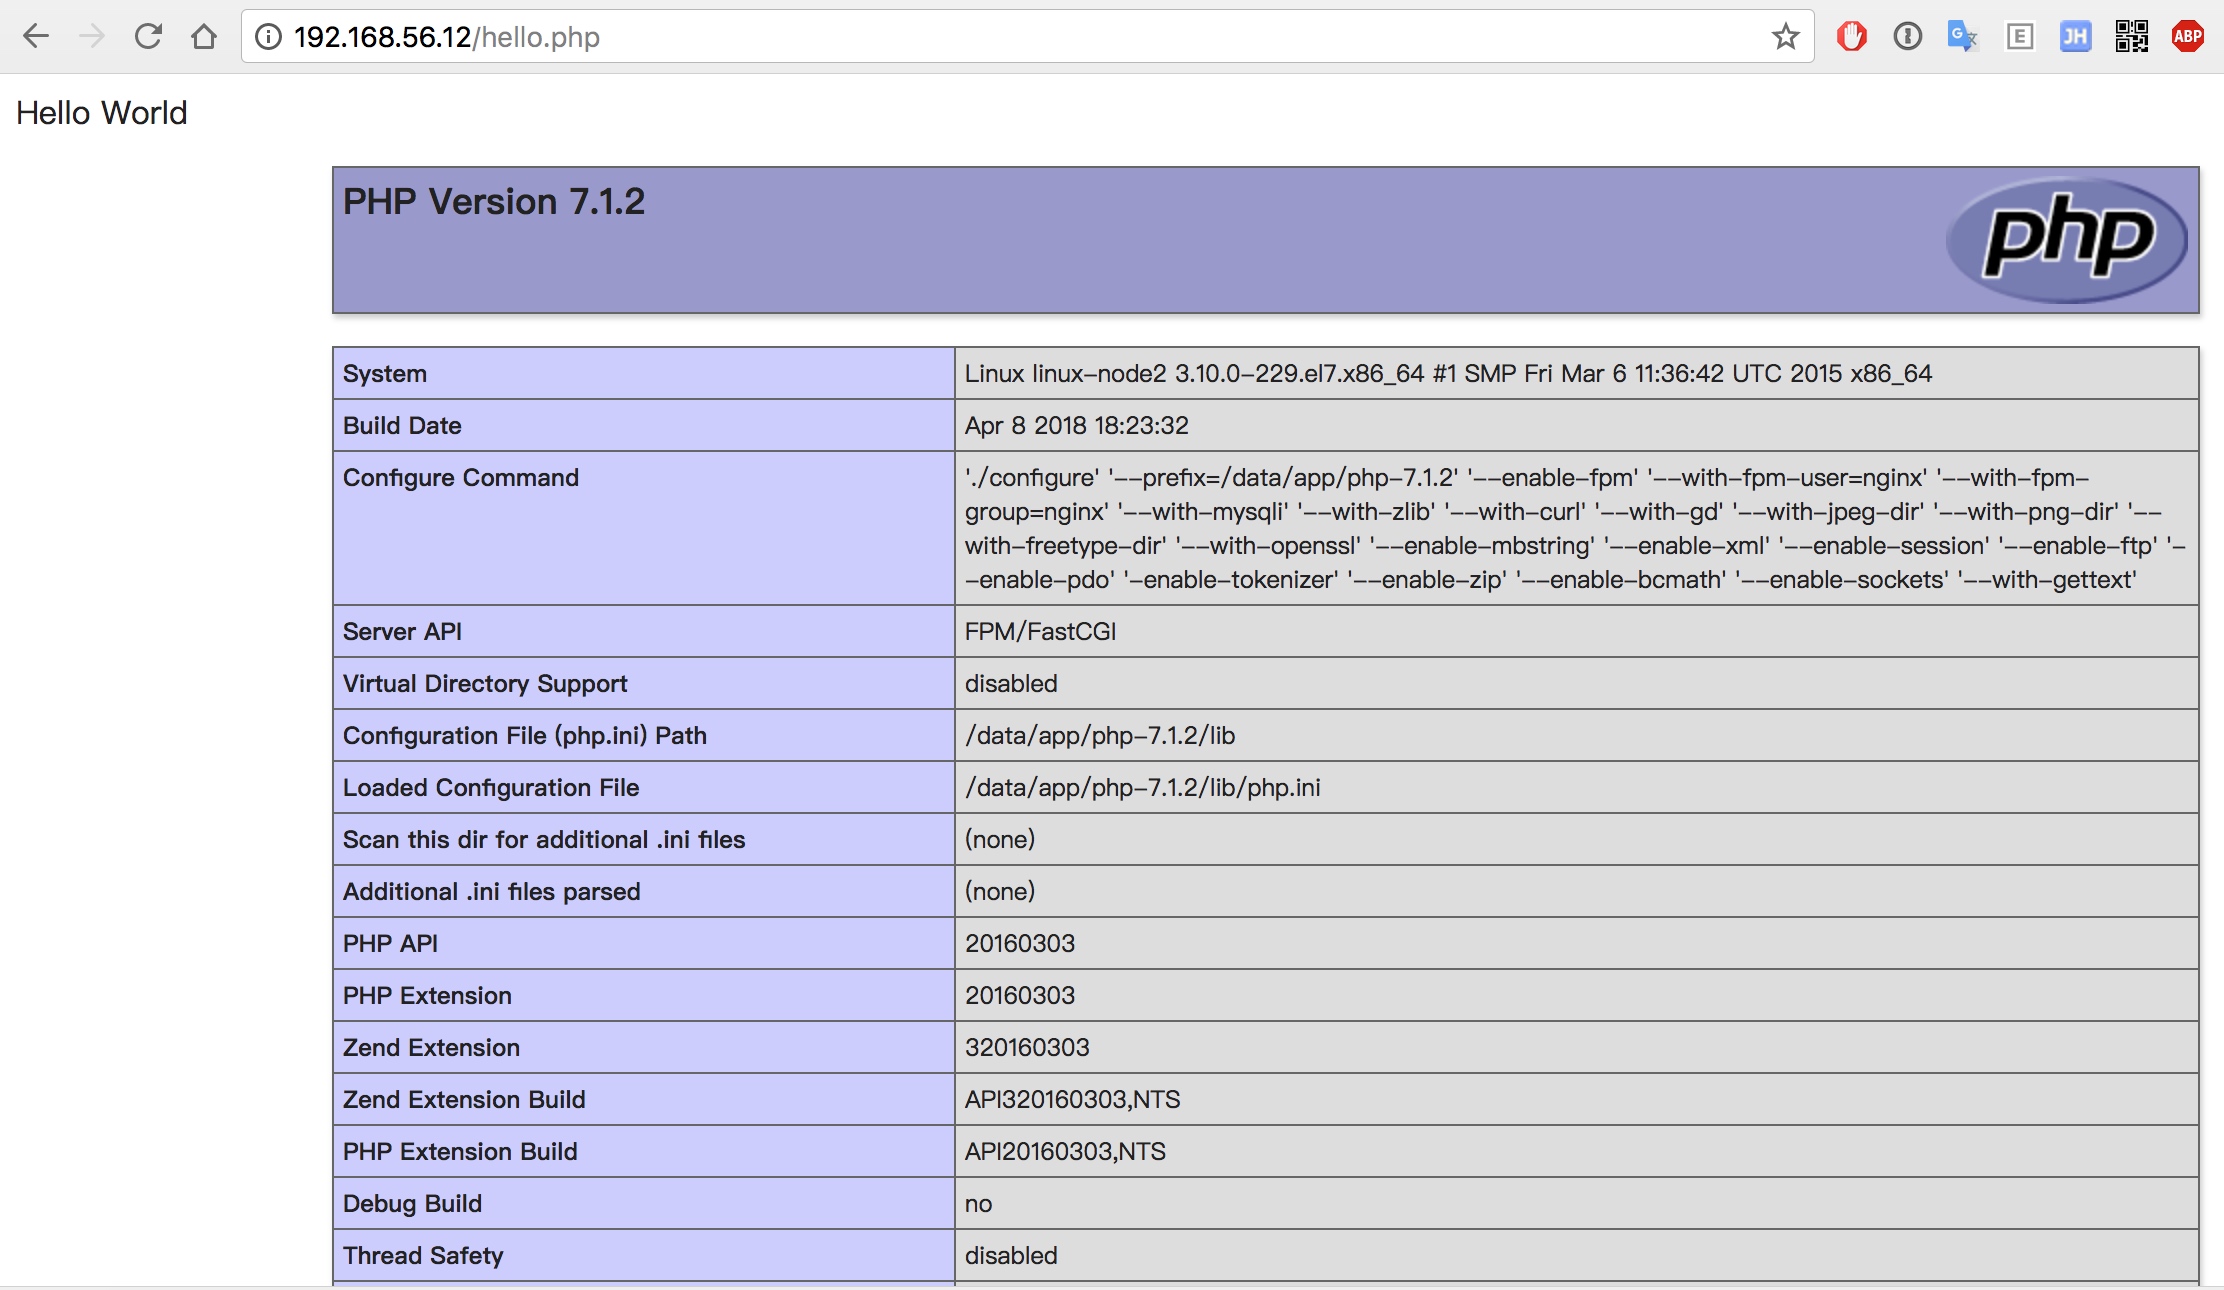 192.168.56.12/hello.php
G
E
JH
ABP
Hello World
PHP Version 7.1.2
php
System Linux linux-node2 3.10.0-229.el7.x86_64 #1 SMP Fri Mar 6 11:36:42 UTC 2015 x86_64
Build Date Apr 8 2018 18:23:32
Configure Command './configure' '--prefix=/data/app/php-7.1.2' '--enable-fpm' '--with-fpm-user=nginx' '--with-fpm-
group=nginx' '--with-mysqli' '--with-zlib' '--with-curl' '--with-gd' '--with-jpeg-dir' '--with-png-dir' '--
with-freetype-dir' '--with-openssl' '--enable-mbstring' '--enable-xml' '--enable-session' '--enable-ftp' '-
-enable-pdo' '-enable-tokenizer' '--enable-zip' '--enable-bcmath' '--enable-sockets' '--with-gettext'
Server API FPM/FastCGI
Virtual Directory Support disabled
Configuration File (php.ini) Path /data/app/php-7.1.2/lib
Loaded Configuration File /data/app/php-7.1.2/lib/php.ini
Scan this dir for additional .ini files (none)
Additional .ini files parsed (none)
PHP API 20160303
PHP Extension 20160303
Zend Extension 320160303
Zend Extension Build API320160303,NTS
PHP Extension Build API20160303,NTS
Debug Build no
Thread Safety disabled